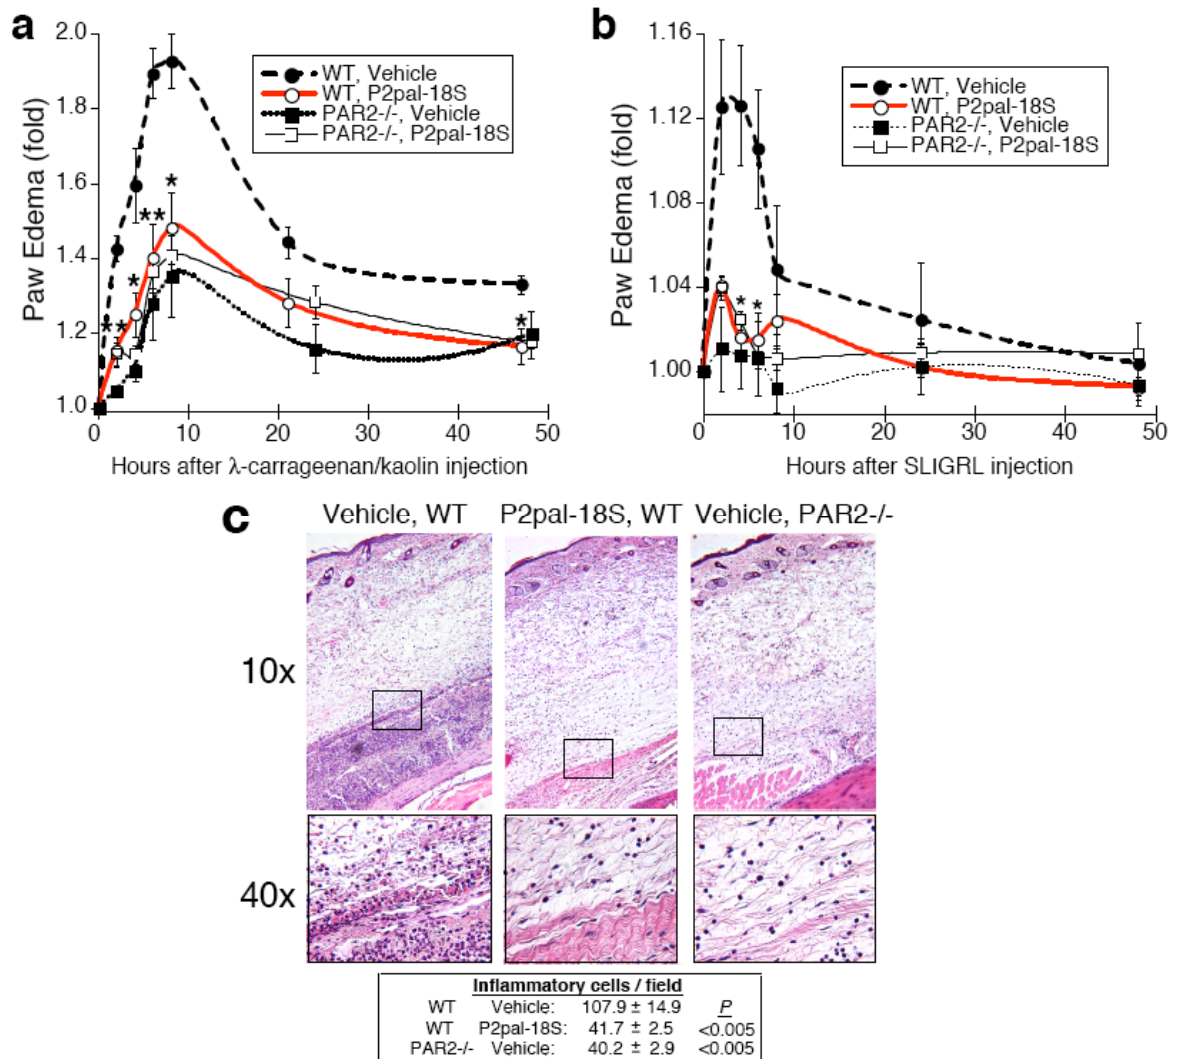 a
2.0
1.8
1.6
1.4
1.2
1.0
Paw Edema (fold)
WT, Vehicle
WT, P2pal-18S
PAR2-/-, Vehicle
PAR2-/-, P2pal-18S
**
*
**
*
*
0 10 20 30 40 50
Hours after λ-carrageenan/kaolin injection
b
1.16
1.12
1.08
1.04
1.00
Paw Edema (fold)
WT, Vehicle
WT, P2pal-18S
PAR2-/-, Vehicle
PAR2-/-, P2pal-18S
* *
0 10 20 30 40 50
Hours after SLIGRL injection
c
Vehicle, WT P2pal-18S, WT Vehicle, PAR2-/-
10x
40x
Inflammatory cells / field
WT Vehicle: 107.9 ± 14.9 P
WT P2pal-18S: 41.7 ± 2.5 <0.005
PAR2-/- Vehicle: 40.2 ± 2.9 <0.005